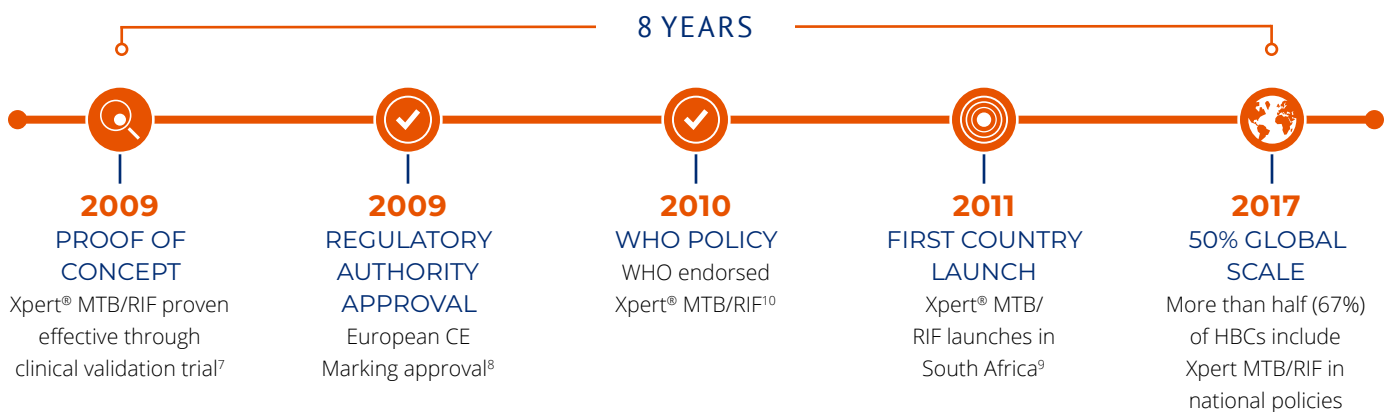 8 YEARS
2009
PROOF OF
CONCEPT
Xpert® MTB/RIF proven
effective through
clinical validation trial⁷
2009
REGULATORY
AUTHORITY
APPROVAL
European CE
Marking approval⁸
2010
WHO POLICY
WHO endorsed
Xpert® MTB/RIF¹⁰
2011
FIRST COUNTRY
LAUNCH
Xpert® MTB/
RIF launches in
South Africa⁹
2017
50% GLOBAL
SCALE
More than half (67%)
of HBCs include
Xpert MTB/RIF in
national policies